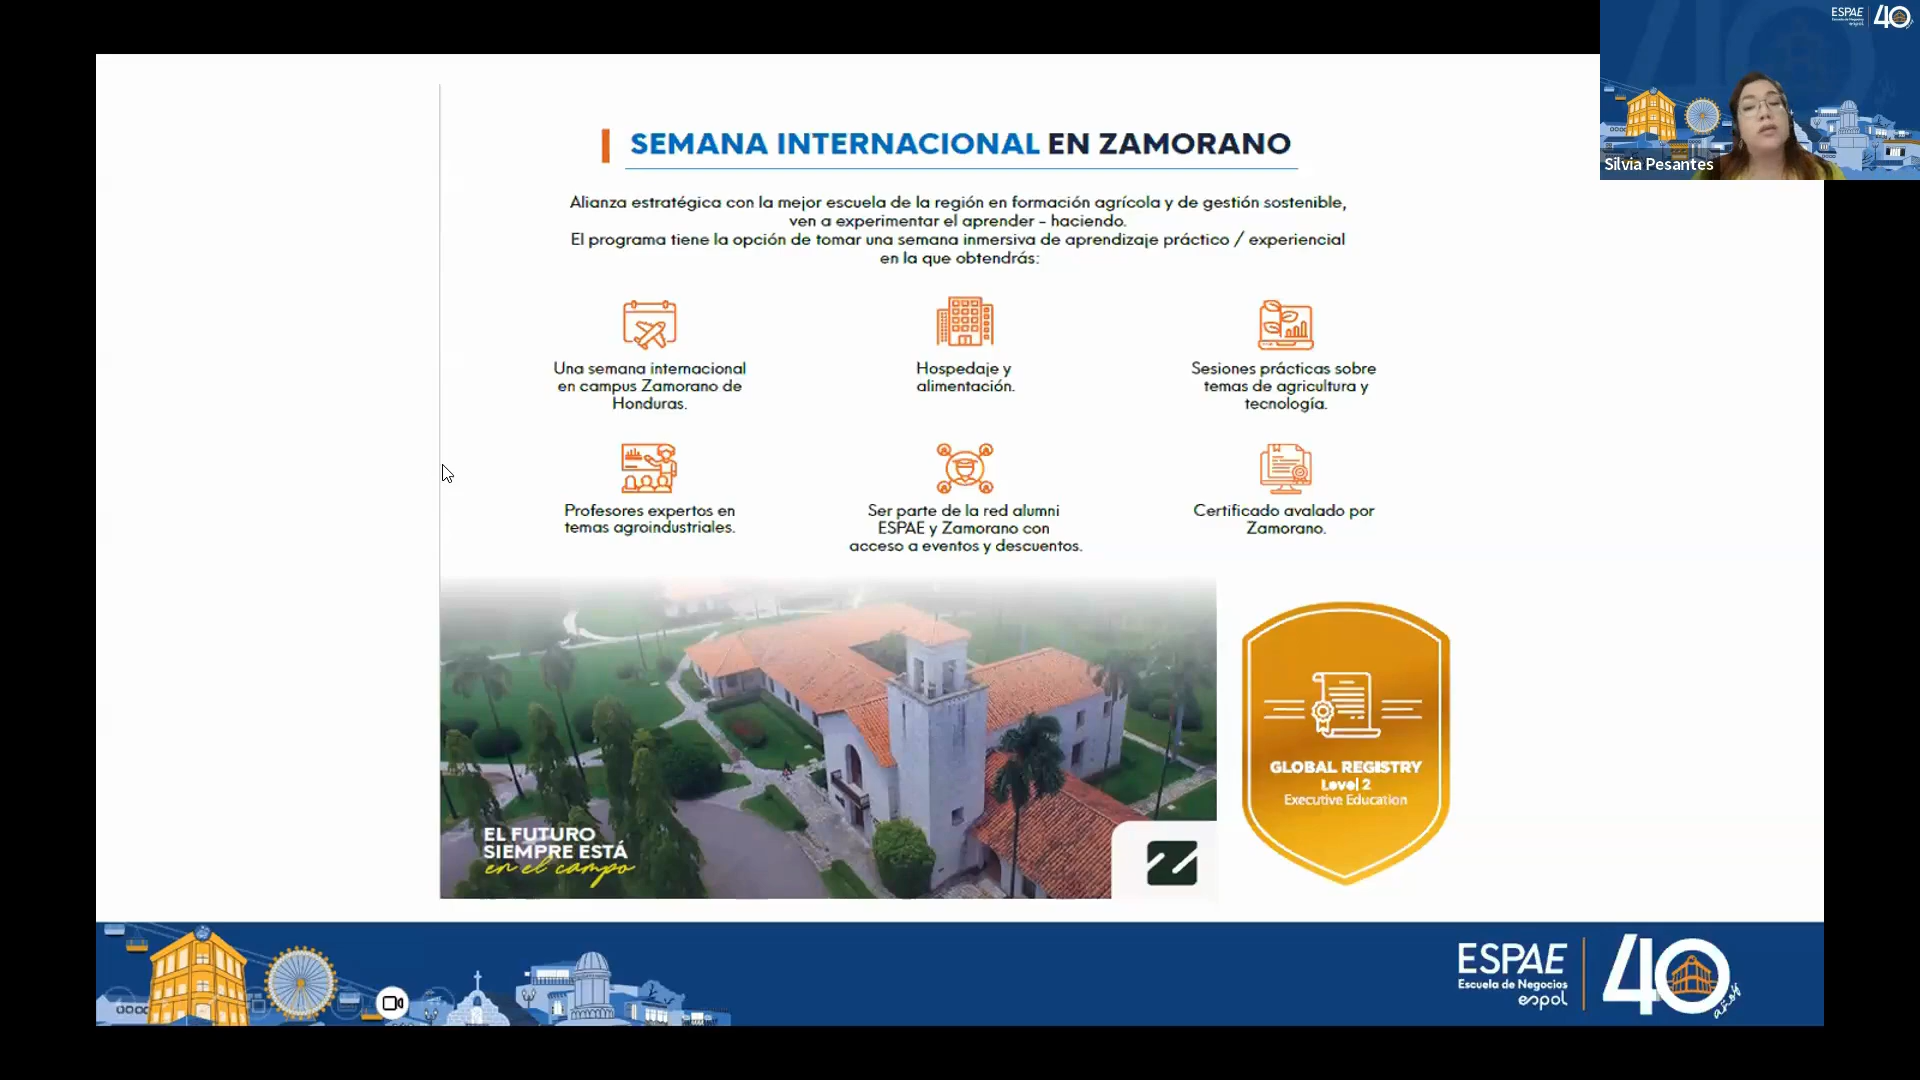 SEMANA INTERNACIONAL EN ZAMORANO
Alianza estratégica con la mejor escuela de la región en formación agrícola y de gestión sostenible,
ven a experimentar el aprender - haciendo.
El programa tiene la opción de tomar una semana inmersiva de aprendizaje práctico / experiencial
en la que obtendrás:
Una semana internacional
en campus Zamorano de
Honduras.
Hospedaje y
alimentación.
Sesiones prácticas sobre
temas de agricultura y
tecnología.
Profesores expertos en
temas agroindustriales.
Ser parte de la red alumni
ESPAE y Zamorano con
acceso a eventos y descuentos.
Certificado avalado por
Zamorano.
EL FUTURO
SIEMPRE ESTÁ
en el campo
GLOBAL REGISTRY
Level 2
Executive Education
ESPAE
Escuela de Negocios
espol
40
años
ESPAE
Escuela de Negocios
espol
40
Silvia Pesantes